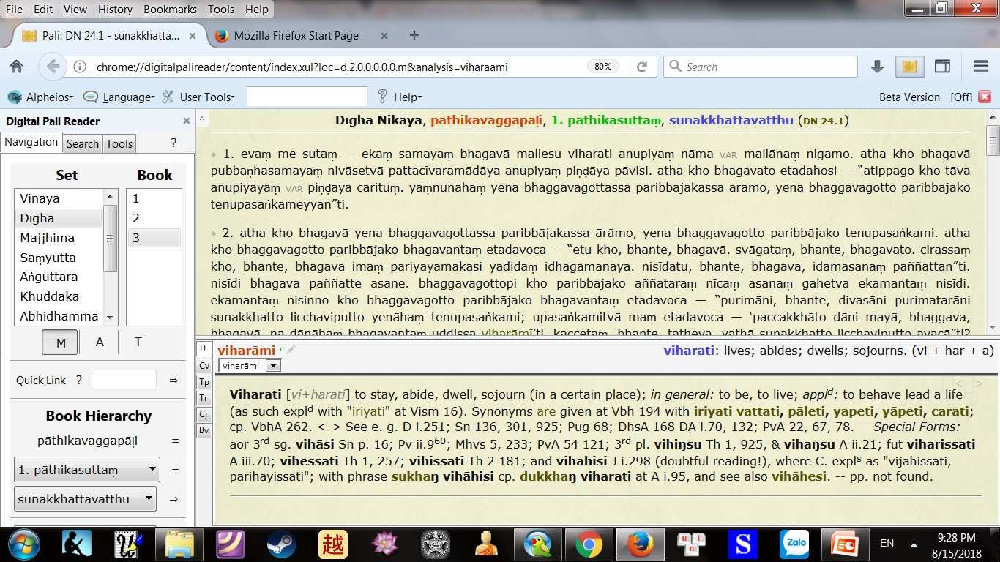 File Edit View History Bookmarks Tools Help
Pali: DN 24.1 - sunakkhatta... × Mozilla Firefox Start Page × +
chrome://digitalpalireader/content/index.xul?loc=d.2.0.0.0.0.0.m&analysis=viharaami 80% Search
Alpheios Language User Tools Help Beta Version [Off]
Digital Pali Reader ×
Navigation Search Tools ?
Set Book
Vinaya 1
Dīgha 2
Majjhima 3
Saṃyutta
Aṅguttara
Khuddaka
Abhidhamma
M A T
Quick Link ? ⇒
Book Hierarchy
pāthikavaggapāḷi ≡
1. pāthikasuttaṃ ≡
sunakkhattavatthu ⇒
Dīgha Nikāya, pāthikavaggapāḷi, 1. pāthikasuttaṃ, sunakkhattavatthu (DN 24.1)
1. evaṃ me sutaṃ — ekaṃ samayaṃ bhagavā mallesu viharati anupiyaṃ nāma VAR mallānaṃ nigamo. atha kho bhagavā
pubbaṇhasamayaṃ nivāsetvā pattacīvaramādāya anupiyaṃ piṇḍāya pāvisi. atha kho bhagavato etadahosi — “atippago kho tāva
anupiyāyaṃ VAR piṇḍāya carituṃ. yaṃnūnāhaṃ yena bhaggavagottassa paribbājakassa ārāmo, yena bhaggavagotto paribbājako
tenupasaṅkameyyan”ti.
2. atha kho bhagavā yena bhaggavagottassa paribbājakassa ārāmo, yena bhaggavagotto paribbājako tenupasaṅkami. atha
kho bhaggavagotto paribbājako bhagavantaṃ etadavoca — “etu kho, bhante, bhagavā. svāgataṃ, bhante, bhagavato. cirassaṃ
kho, bhante, bhagavā imaṃ pariyāyamakāsi yadidaṃ idhāgamanāya. nisīdatu, bhante, bhagavā, idamāsanaṃ paññattan”ti.
nisīdi bhagavā paññatte āsane. bhaggavagottopi kho paribbājako aññataraṃ nīcaṃ āsanaṃ gahetvā ekamantaṃ nisīdi.
ekamantaṃ nisinno kho bhaggavagotto paribbājako bhagavantaṃ etadavoca — “purimāni, bhante, divasāni purimatarāni
sunakkhatto licchaviputto yenāhaṃ tenupasaṅkami; upasaṅkamitvā maṃ etadavoca — ‘paccakkhāto dāni mayā, bhaggava,
bhagavā. na dānāhaṃ bhagavantaṃ uddissa viharāmī’ti. kaccetaṃ, bhante, tatheva, yathā sunakkhatto licchaviputto avacā”ti?
D viharāmi c viharati: lives; abides; dwells; sojourns. (vi + har + a)
Cv viharāmi
Tp
Tr
Cj
Bv
< >
Viharati [vi+harati] to stay, abide, dwell, sojourn (in a certain place); in general: to be, to live; appld: to behave lead a life
(as such expld with "iriyati" at Vism 16). Synonyms are given at Vbh 194 with iriyati vattati, pāleti, yapeti, yāpeti, carati;
cp. VbhA 262. <-> See e. g. D i.251; Sn 136, 301, 925; Pug 68; DhsA 168 DA i.70, 132; PvA 22, 67, 78. -- Special Forms:
aor 3rd sg. vihāsi Sn p. 16; Pv ii.960; Mhvs 5, 233; PvA 54 121; 3rd pl. vihiŋsu Th 1, 925, & vihaŋsu A ii.21; fut viharissati
A iii.70; vihessati Th 1, 257; vihissati Th 2 181; and vihāhisi J i.298 (doubtful reading!), where C. expls as "vijahissati,
parihāyissati"; with phrase sukhaŋ vihāhisi cp. dukkhaŋ viharati at A i.95, and see also vihāhesi. -- pp. not found.
越 u n i S Zalo EN 9:28 PM
8/15/2018